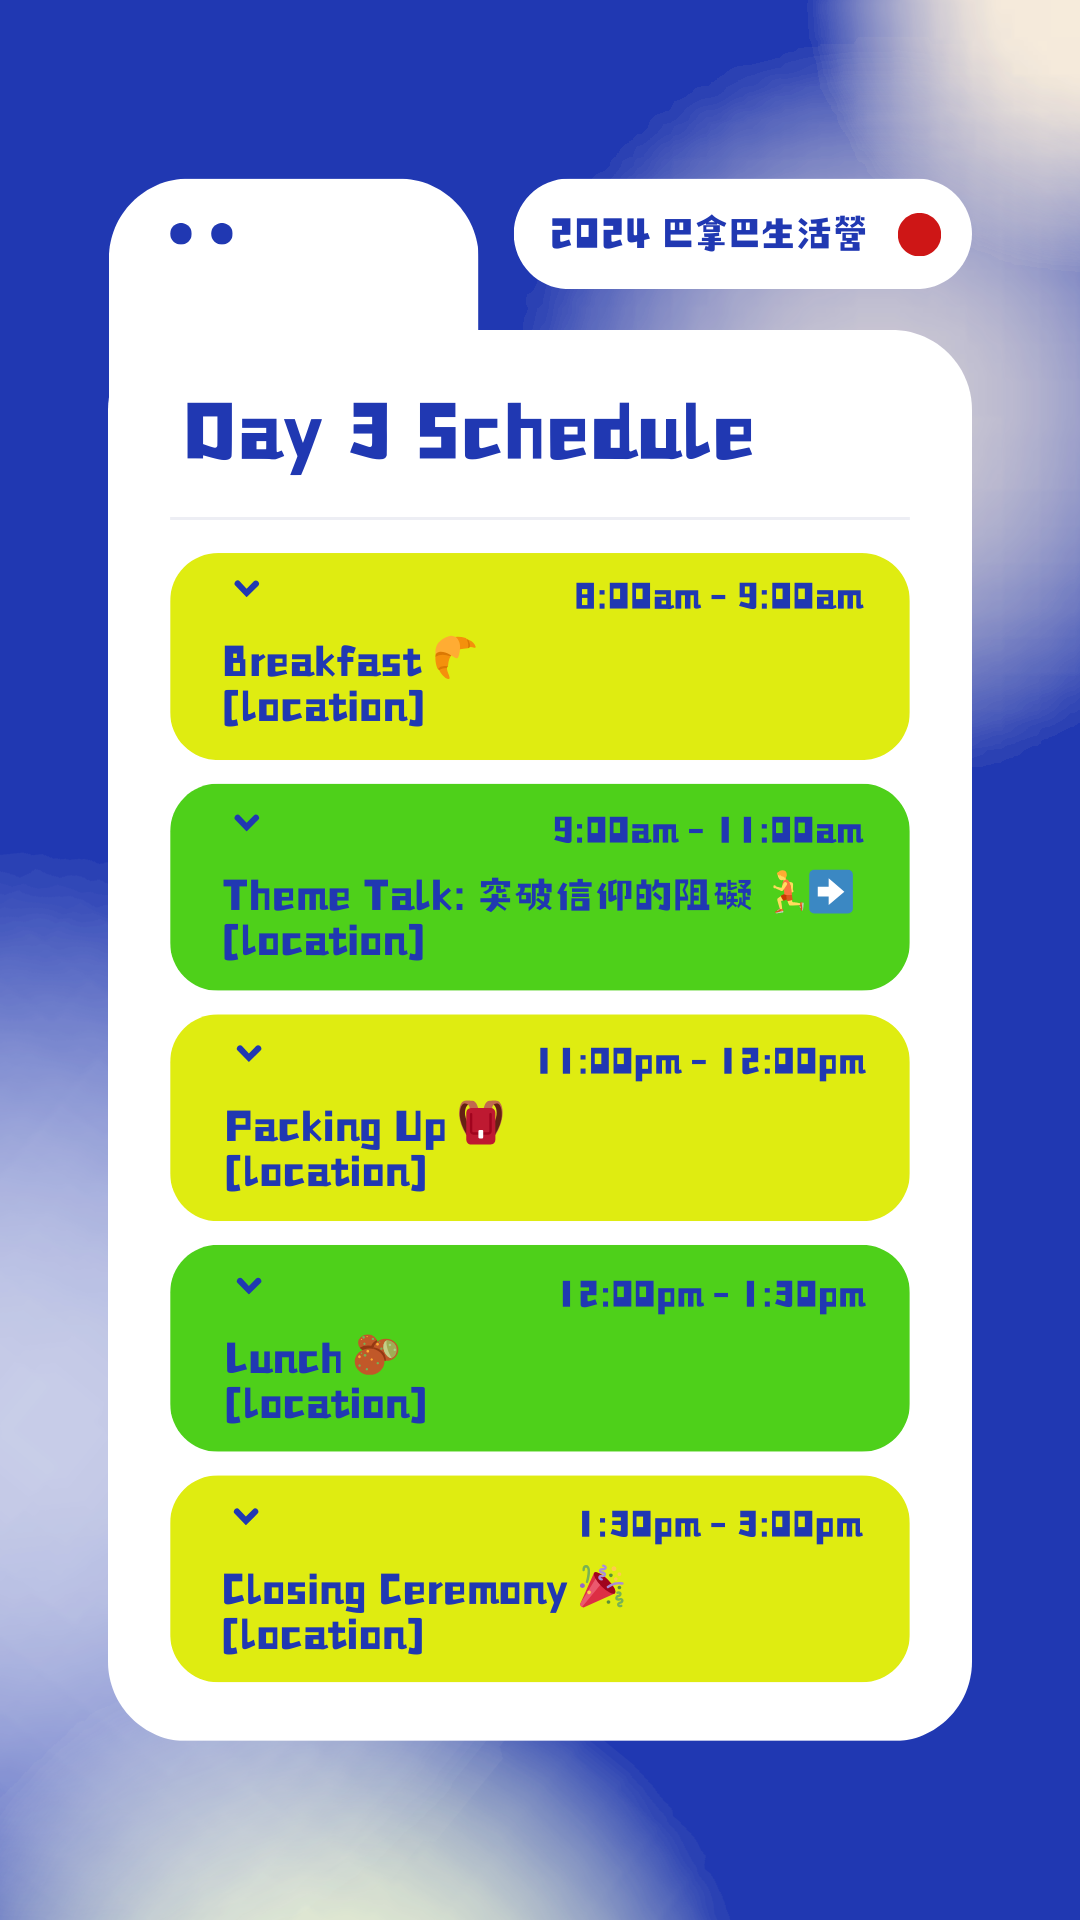 2024 巴拿巴生活營
Day 3 Schedule
8:00am - 9:00am
Breakfast 🥐
[location]
9:00am - 11:00am
Theme Talk: 突破信仰的阻礙 🏃➡️
[location]
11:00pm - 12:00pm
Packing Up 🎒
[location]
12:00pm - 1:30pm
Lunch 🧆
[location]
1:30pm - 3:00pm
Closing Ceremony 🎉
[location]